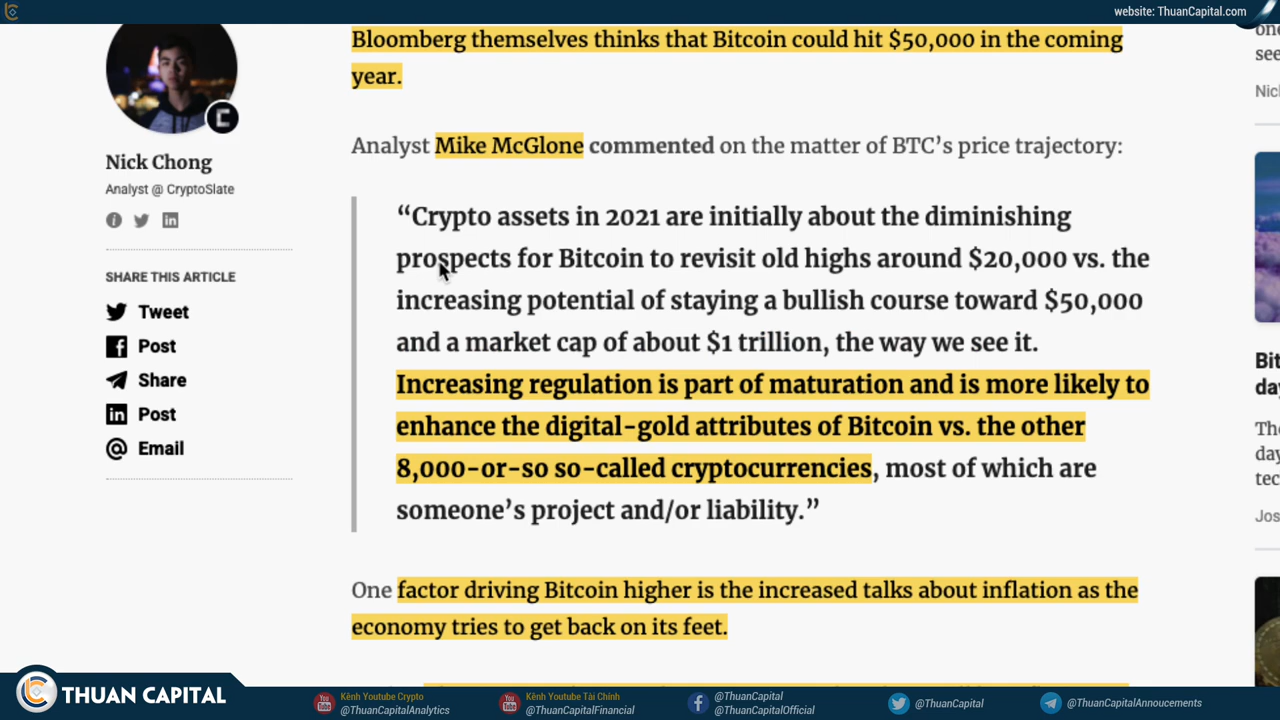 website: ThuanCapital.com
Bloomberg themselves thinks that Bitcoin could hit $50,000 in the coming
year.
Analyst Mike McGlone commented on the matter of BTC’s price trajectory:
“Crypto assets in 2021 are initially about the diminishing
prospects for Bitcoin to revisit old highs around $20,000 vs. the
increasing potential of staying a bullish course toward $50,000
and a market cap of about $1 trillion, the way we see it.
Increasing regulation is part of maturation and is more likely to
enhance the digital-gold attributes of Bitcoin vs. the other
8,000-or-so so-called cryptocurrencies, most of which are
someone’s project and/or liability.”
One factor driving Bitcoin higher is the increased talks about inflation as the
economy tries to get back on its feet.
Nick Chong
Analyst @ CryptoSlate
SHARE THIS ARTICLE
Tweet
Post
Share
Post
Email
see
Nic
Bit
day
The
day
tec
Jos
THUAN CAPITAL
Kênh Youtube Crypto
@ThuanCapitalAnalytics
Kênh Youtube Tài Chính
@ThuanCapitalFinancial
@ThuanCapital
@ThuanCapitalOfficial
@ThuanCapital
@ThuanCapitalAnnoucements